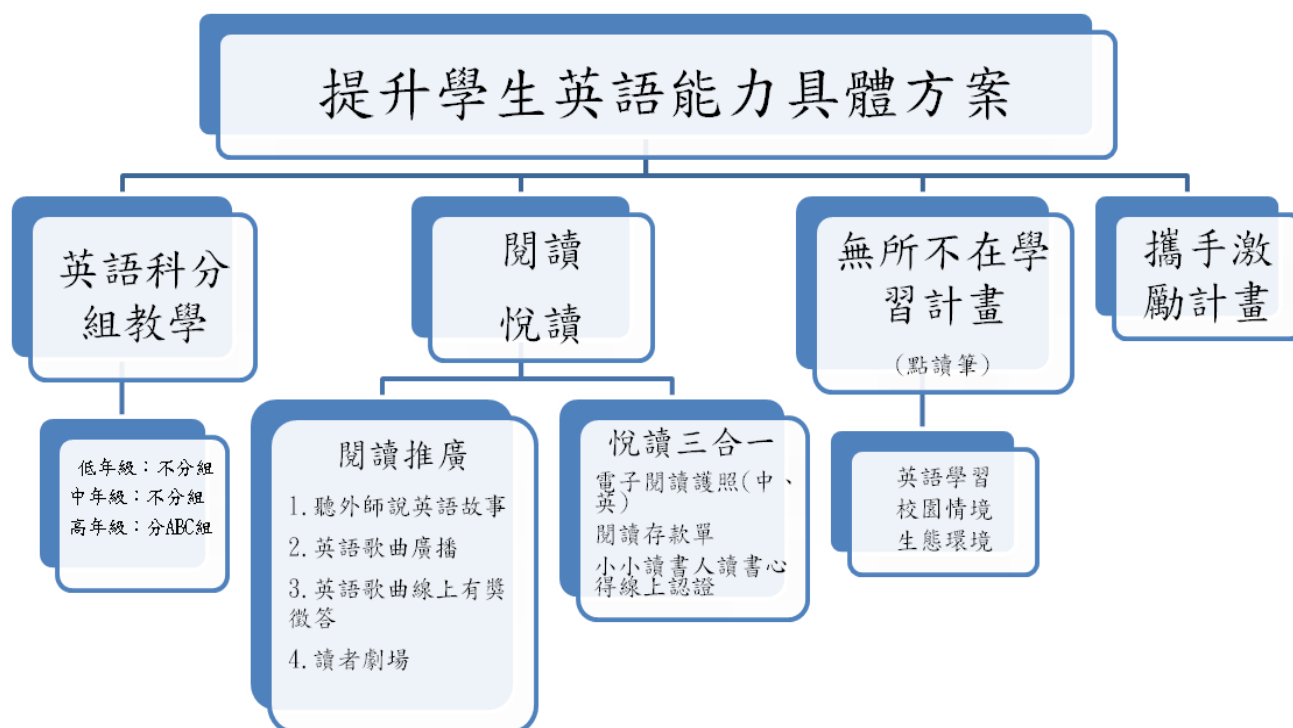 提升學生英語能力具體方案
英語科分
組教學
低年級：不分組
中年級：不分組
高年級：分ABC組
閱讀
悅讀
閱讀推廣
1.聽外師說英語故事
2.英語歌曲廣播
3.英語歌曲線上有獎
徵答
4.讀者劇場
悅讀三合一
電子閱讀護照(中、
英)
閱讀存款單
小小讀書人讀書心
得線上認證
無所不在學
習計畫
(點讀筆)
英語學習
校園情境
生態環境
攜手激
勵計畫